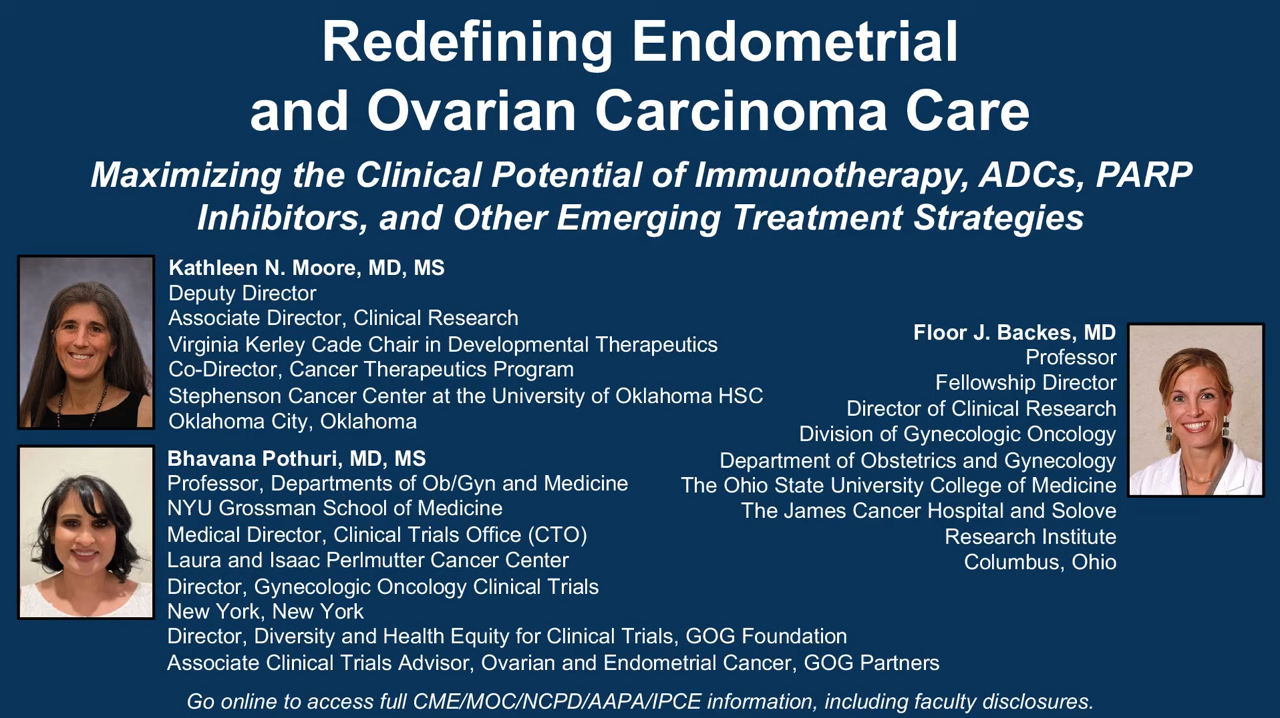 Redefining Endometrial
and Ovarian Carcinoma Care
Maximizing the Clinical Potential of Immunotherapy, ADCs, PARP
Inhibitors, and Other Emerging Treatment Strategies
Kathleen N. Moore, MD, MS
Deputy Director
Associate Director, Clinical Research
Virginia Kerley Cade Chair in Developmental Therapeutics
Co-Director, Cancer Therapeutics Program
Stephenson Cancer Center at the University of Oklahoma HSC
Oklahoma City, Oklahoma
Bhavana Pothuri, MD, MS
Professor, Departments of Ob/Gyn and Medicine
NYU Grossman School of Medicine
Medical Director, Clinical Trials Office (CTO)
Laura and Isaac Perlmutter Cancer Center
Director, Gynecologic Oncology Clinical Trials
New York, New York
Director, Diversity and Health Equity for Clinical Trials, GOG Foundation
Associate Clinical Trials Advisor, Ovarian and Endometrial Cancer, GOG Partners
Floor J. Backes, MD
Professor
Fellowship Director
Director of Clinical Research
Division of Gynecologic Oncology
Department of Obstetrics and Gynecology
The Ohio State University College of Medicine
The James Cancer Hospital and Solove
Research Institute
Columbus, Ohio
Go online to access full CME/MOC/NCPD/AAPA/IPCE information, including faculty disclosures.